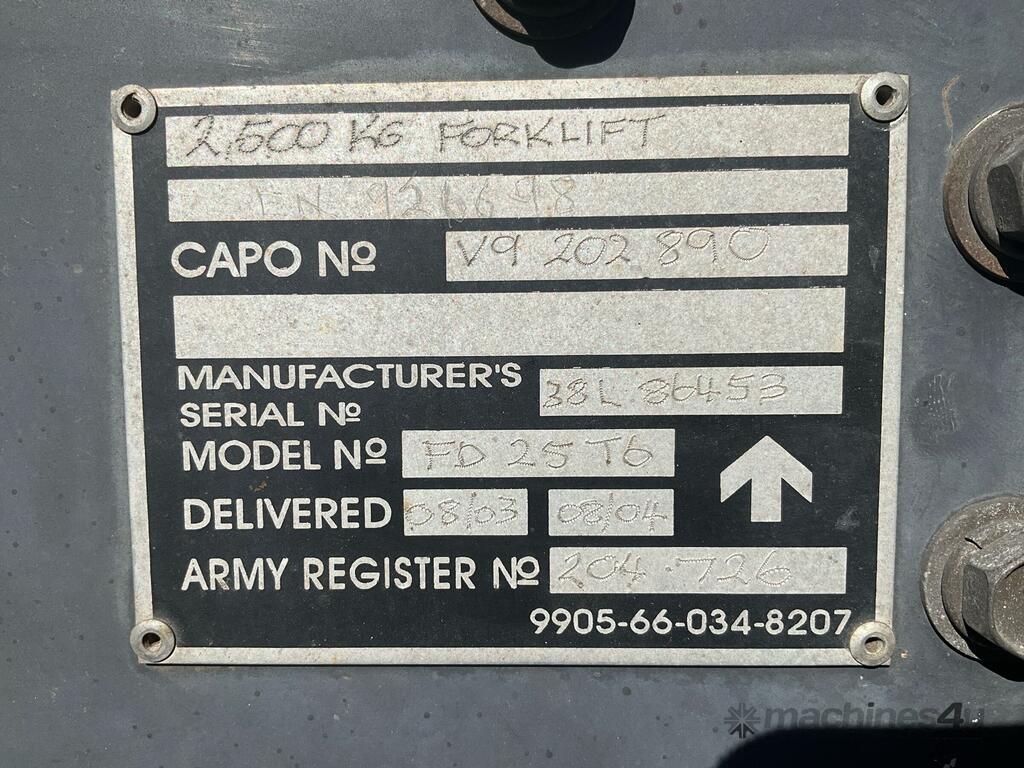 2,500 KG FORKLIFT
EN 926698
CAPO Nº V9 202 890
MANUFACTURER'S
SERIAL Nº 38L 86453
MODEL Nº FD 25 T6
DELIVERED 08/03 08/04
ARMY REGISTER Nº 204.726
9905-66-034-8207
machines4u